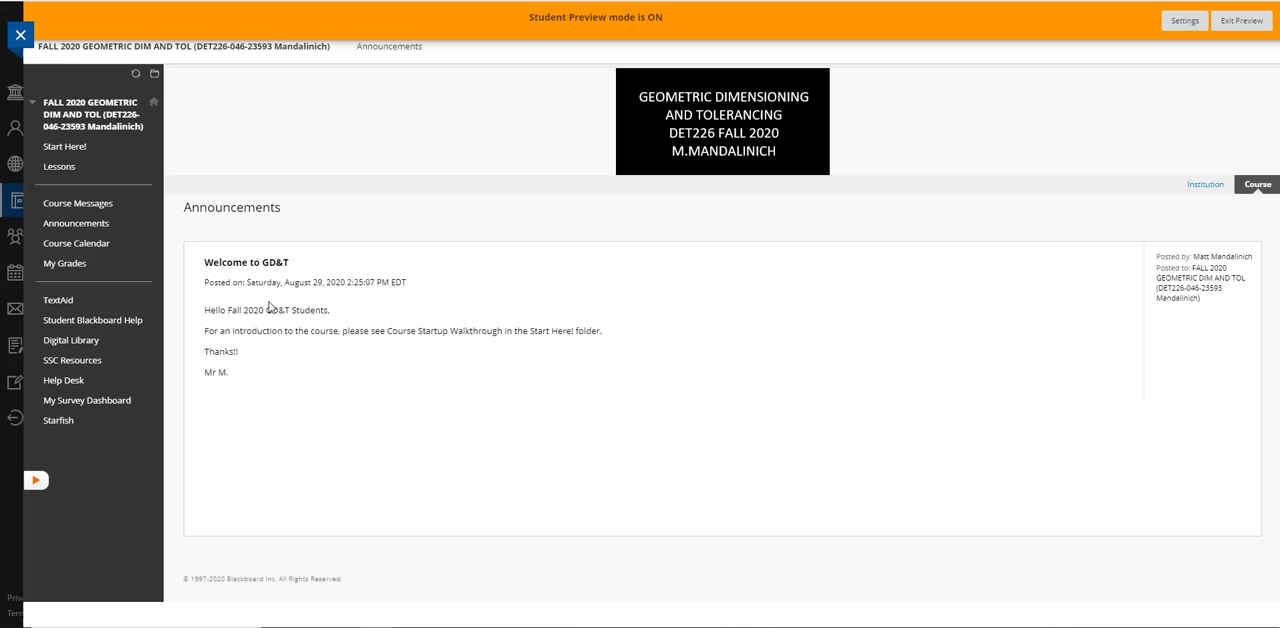 Student Preview mode is ON
Settings
Exit Preview
FALL 2020 GEOMETRIC DIM AND TOL (DET226-046-23593 Mandalinich)
Announcements
FALL 2020 GEOMETRIC
DIM AND TOL (DET226-
046-23593 Mandalinich)
Start Here!
Lessons
Course Messages
Announcements
Course Calendar
My Grades
TextAid
Student Blackboard Help
Digital Library
SSC Resources
Help Desk
My Survey Dashboard
Starfish
GEOMETRIC DIMENSIONING
AND TOLERANCING
DET226 FALL 2020
M.MANDALINICH
Institution
Course
Announcements
Welcome to GD&T
Posted on: Saturday, August 29, 2020 2:25:07 PM EDT
Hello Fall 2020 GD&T Students,
For an introduction to the course, please see Course Startup Walkthrough in the Start Here! folder.
Thanks!!
Mr M.
Posted by: Matt Mandalinich
Posted to: FALL 2020
GEOMETRIC DIM AND TOL
(DET226-046-23593
Mandalinich)
© 1997-2020 Blackboard Inc. All Rights Reserved.